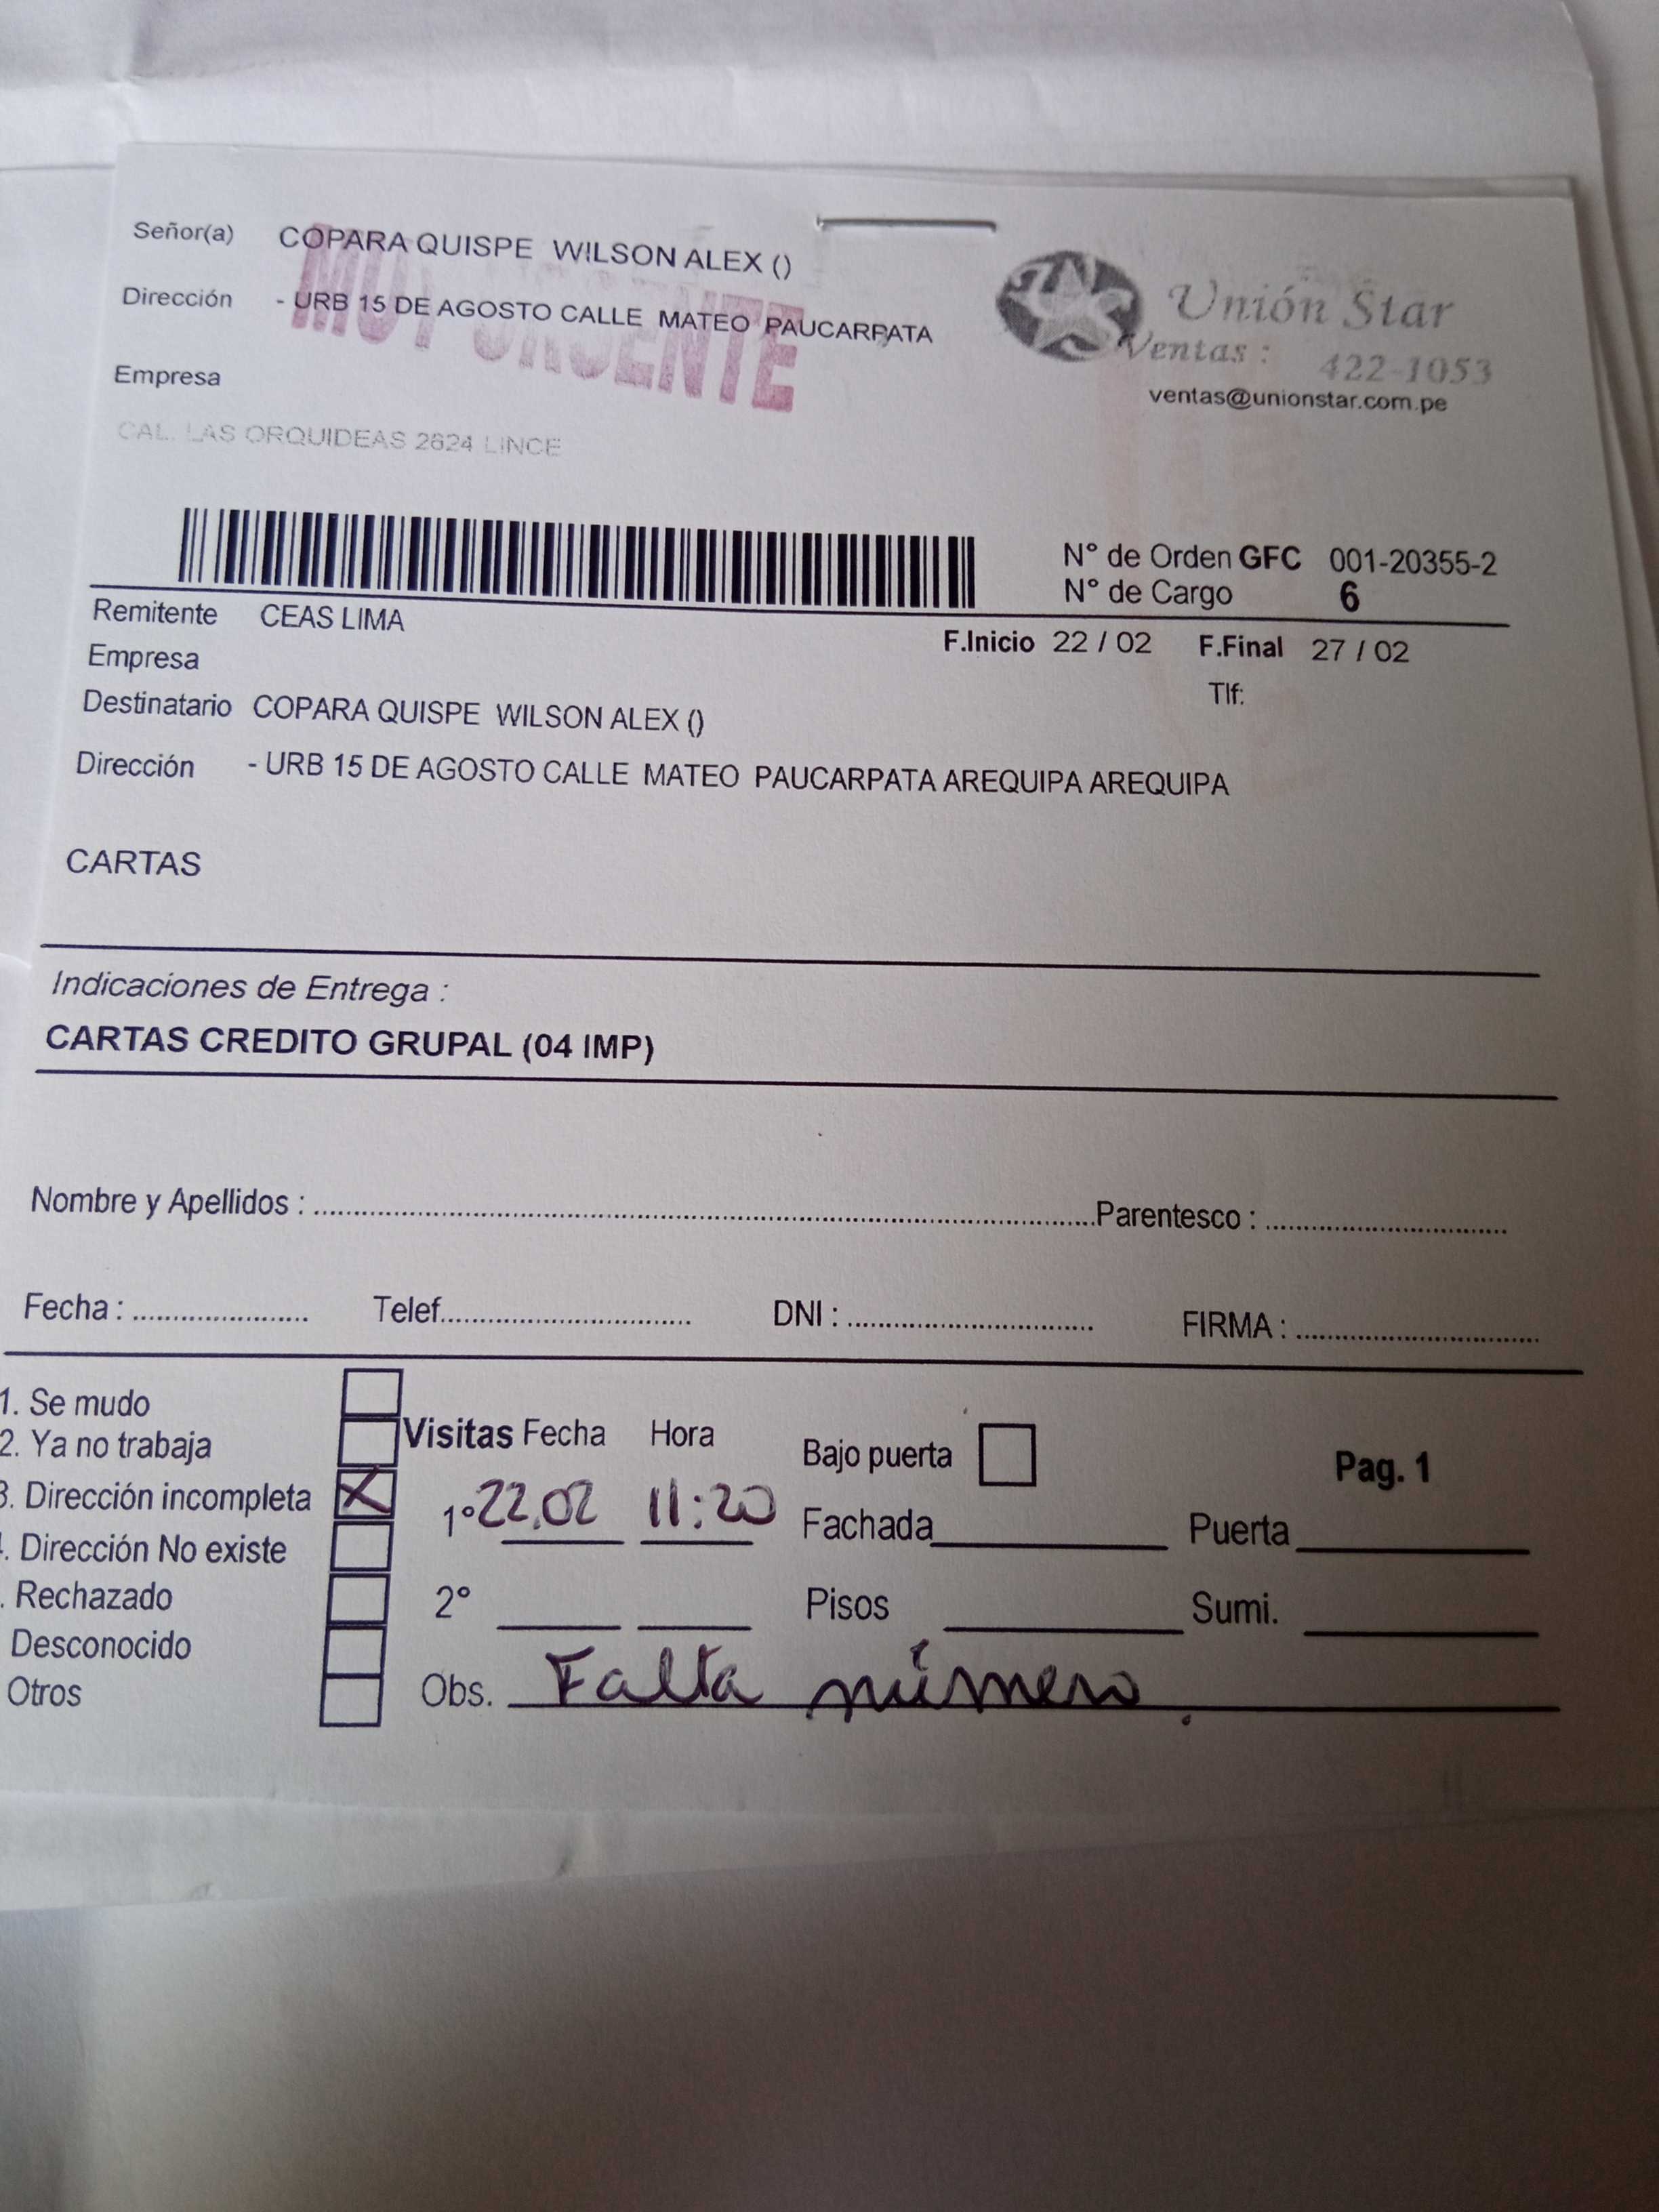 Señor(a) COPARA QUISPE WILSON ALEX ()
MUY URGENTE
Dirección - URB 15 DE AGOSTO CALLE MATEO PAUCARPATA
Unión Star
Ventas : 422-1053
Empresa
ventas@unionstar.com.pe
CAL. LAS ORQUIDEAS 2624 LINCE
N° de Orden GFC 001-20355-2
N° de Cargo 6
Remitente CEAS LIMA
F.Inicio 22 / 02 F.Final 27 / 02
Empresa
Tlf:
Destinatario COPARA QUISPE WILSON ALEX ()
Dirección - URB 15 DE AGOSTO CALLE MATEO PAUCARPATA AREQUIPA AREQUIPA
CARTAS
Indicaciones de Entrega :
CARTAS CREDITO GRUPAL (04 IMP)
Nombre y Apellidos : Parentesco :
Fecha : Telef. DNI : FIRMA :
1. Se mudo
2. Ya no trabaja
3. Dirección incompleta X
. Dirección No existe
. Rechazado
Desconocido
Otros
Visitas Fecha Hora
1° 22.02 11:20
2°
Bajo puerta
Pag. 1
Fachada Puerta
Pisos Sumi.
Obs. Falta número